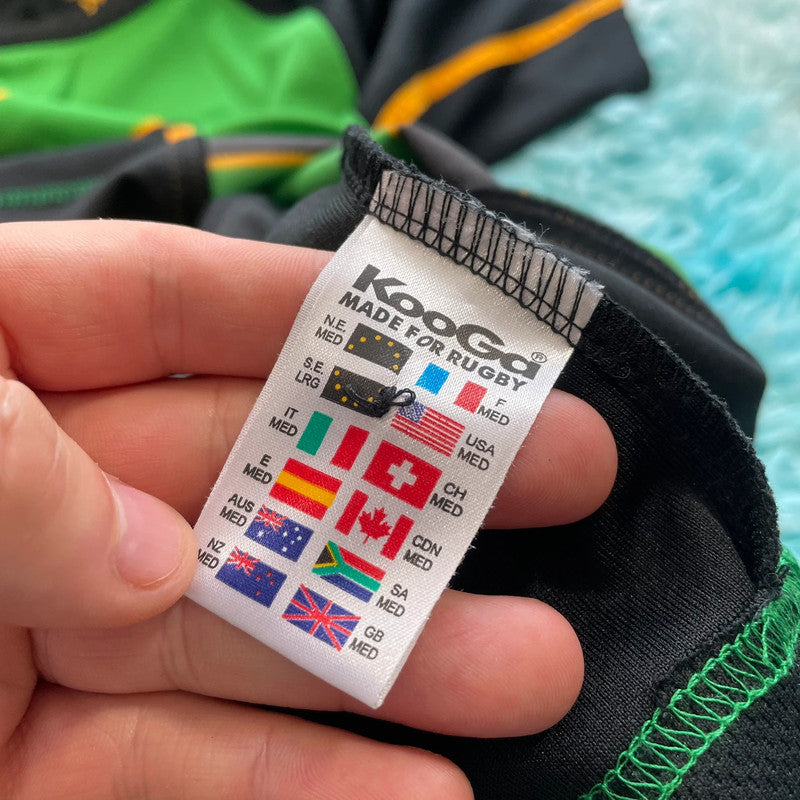 KooGa®
MADE FOR RUGBY
N.E.
MED
S.E.
LRG
F
MED
IT
MED
USA
MED
E
MED
CH
MED
AUS
MED
CDN
MED
NZ
MED
SA
MED
GB
MED